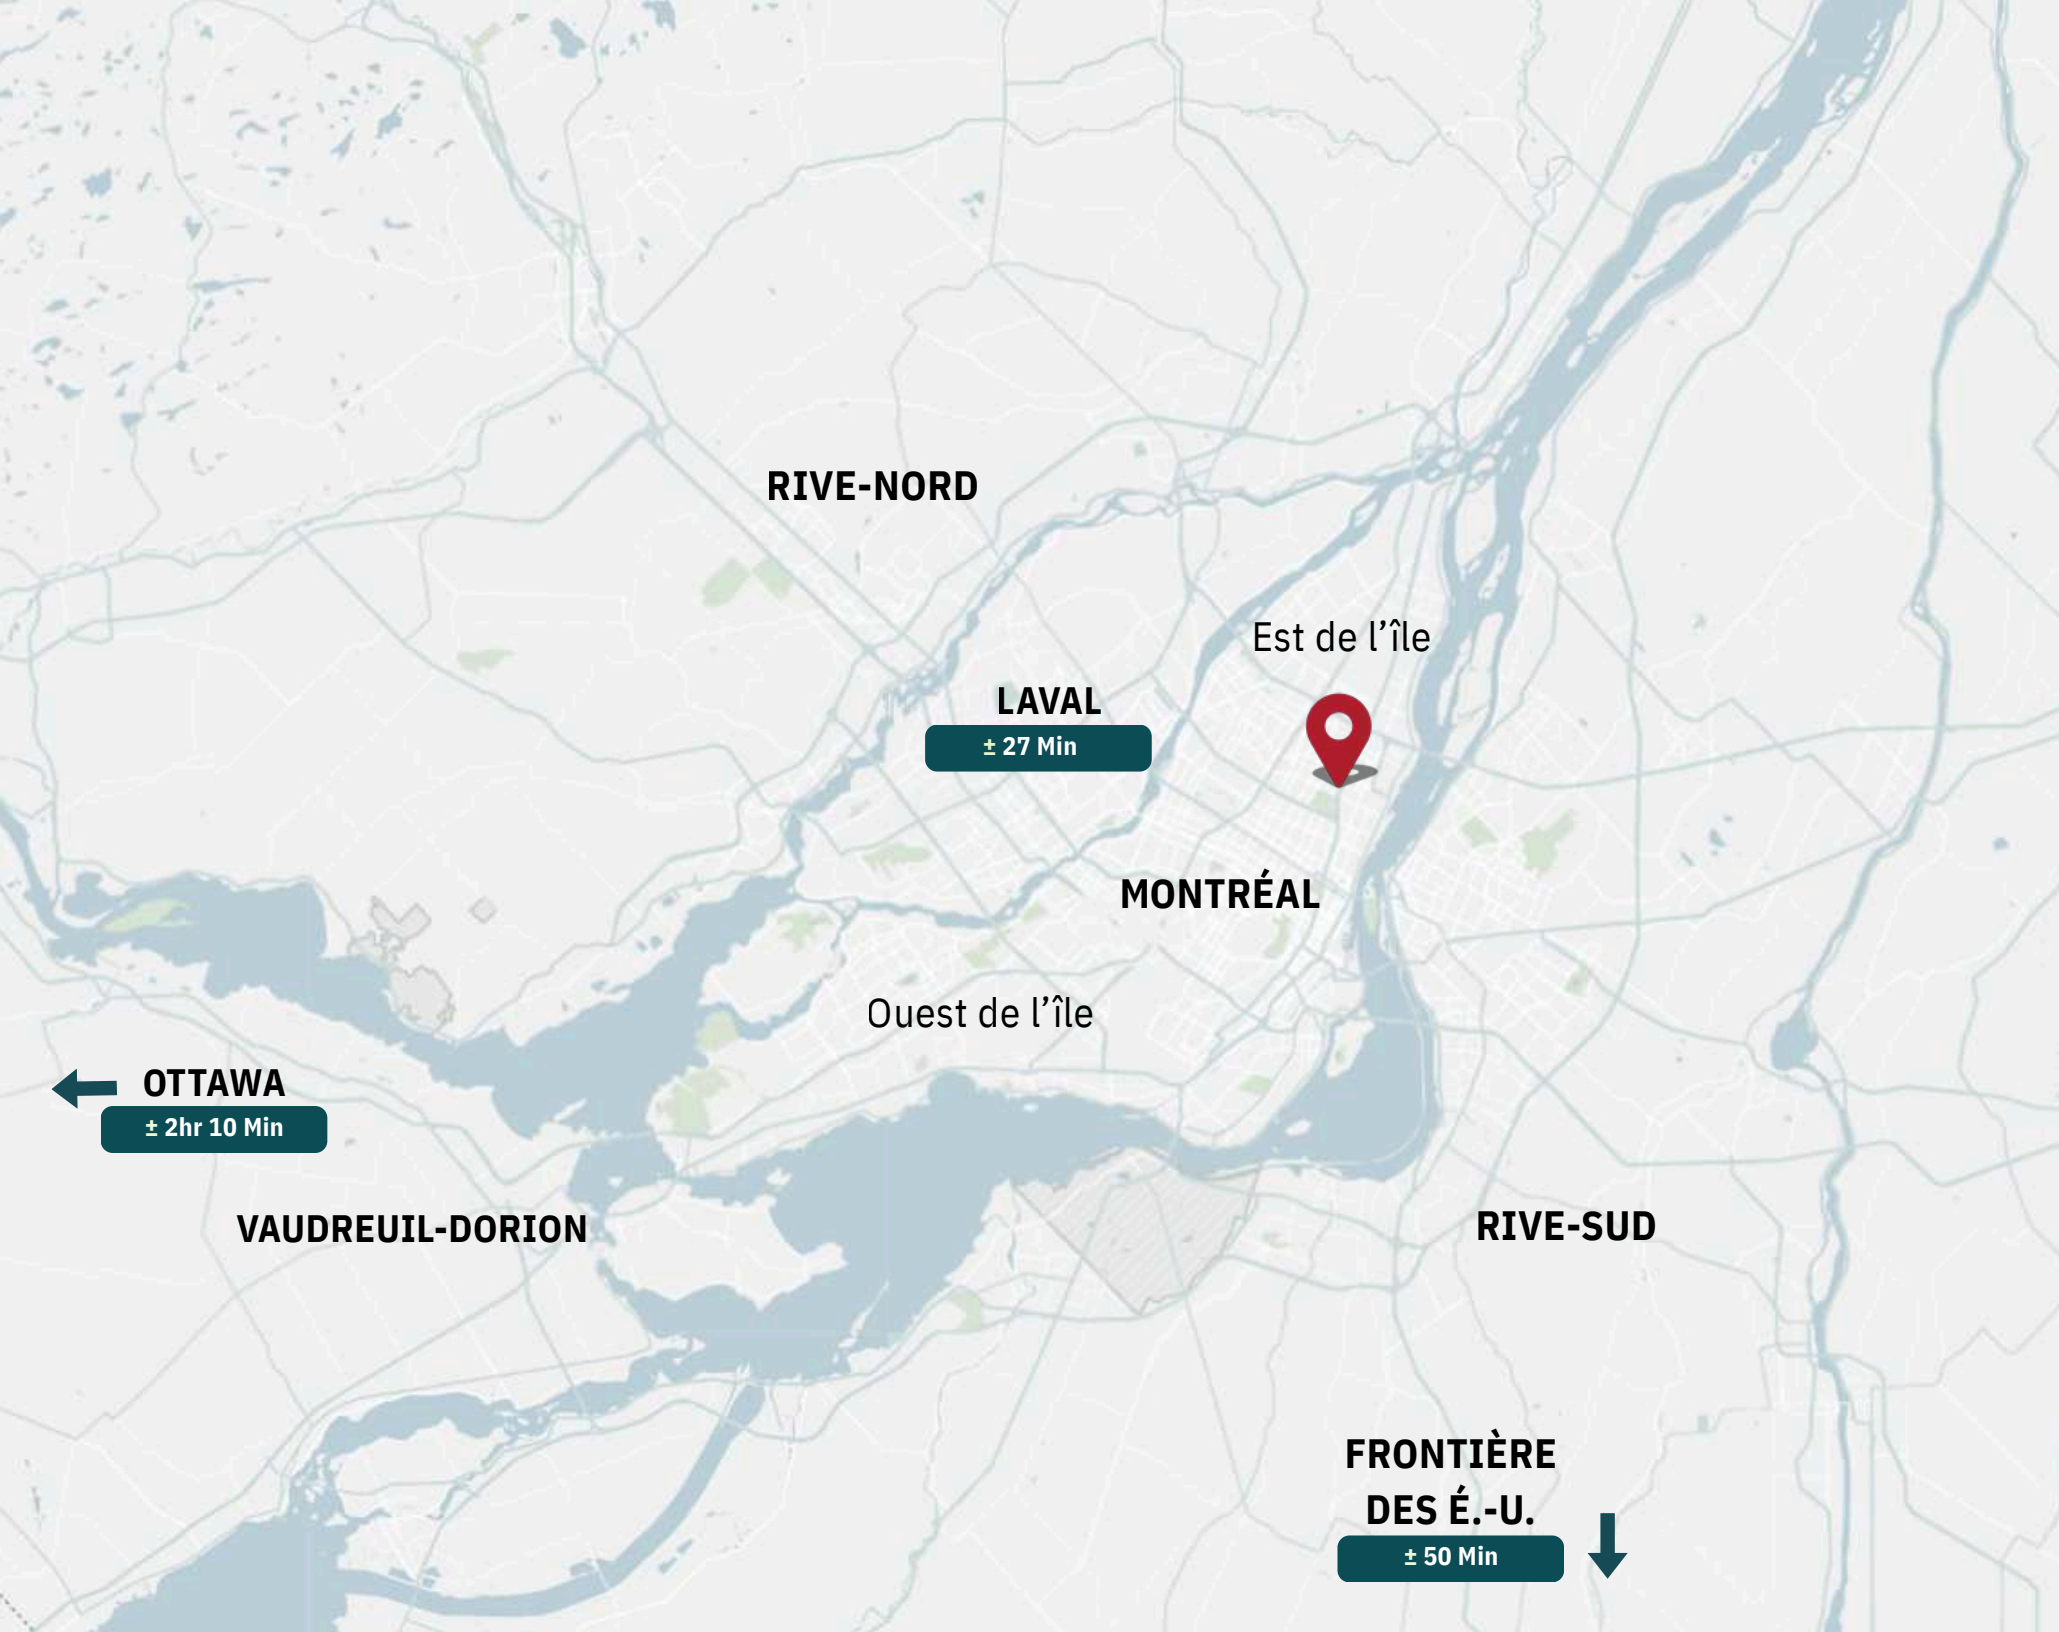 RIVE-NORD
Est de l’île
LAVAL
± 27 Min
MONTRÉAL
Ouest de l’île
OTTAWA
± 2hr 10 Min
VAUDREUIL-DORION
RIVE-SUD
FRONTIÈRE
DES É.-U.
± 50 Min